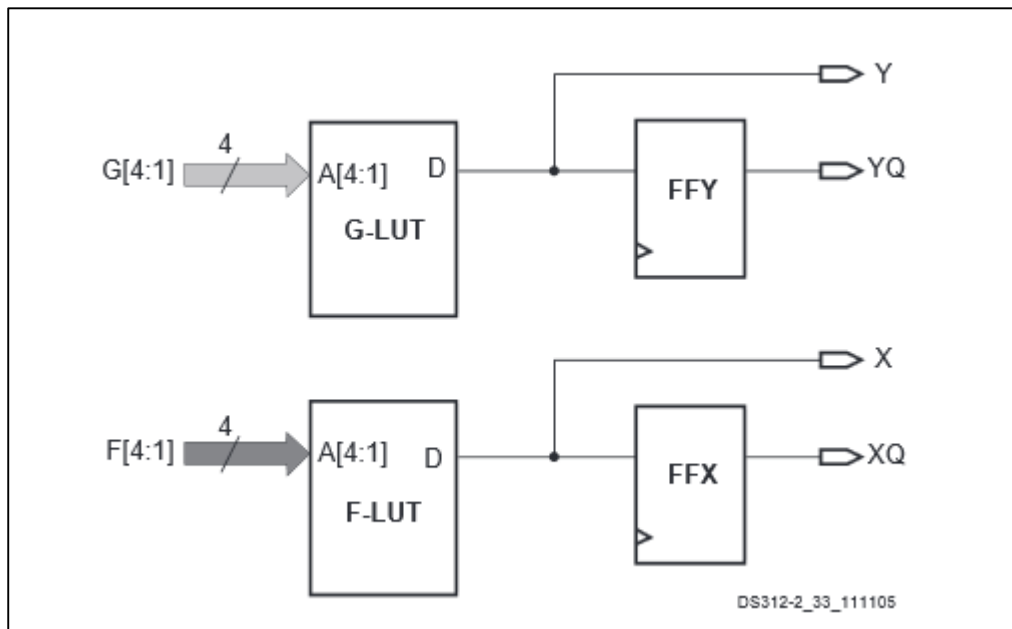 Y
4
G[4:1]
A[4:1]
D
G-LUT
FFY
YQ
X
4
F[4:1]
A[4:1]
D
F-LUT
FFX
XQ
DS312-2_33_111105